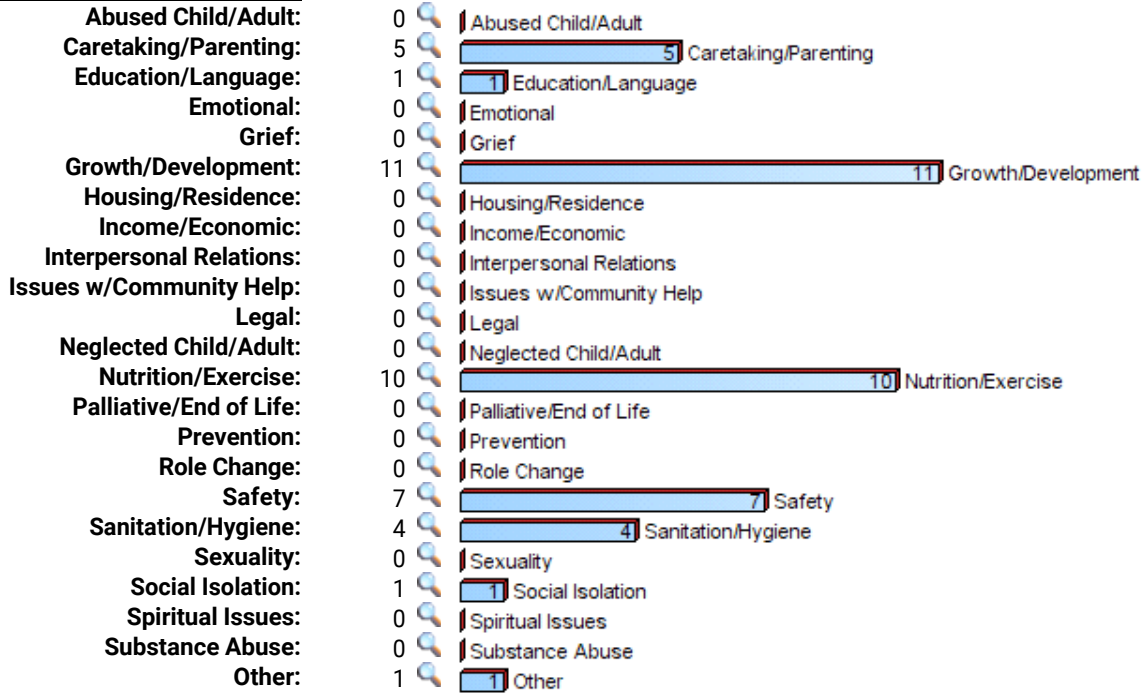 Abused Child/Adult: 0 Abused Child/Adult
Caretaking/Parenting: 5 5 Caretaking/Parenting
Education/Language: 1 1 Education/Language
Emotional: 0 Emotional
Grief: 0 Grief
Growth/Development: 11 11 Growth/Development
Housing/Residence: 0 Housing/Residence
Income/Economic: 0 Income/Economic
Interpersonal Relations: 0 Interpersonal Relations
Issues w/Community Help: 0 Issues w/Community Help
Legal: 0 Legal
Neglected Child/Adult: 0 Neglected Child/Adult
Nutrition/Exercise: 10 10 Nutrition/Exercise
Palliative/End of Life: 0 Palliative/End of Life
Prevention: 0 Prevention
Role Change: 0 Role Change
Safety: 7 7 Safety
Sanitation/Hygiene: 4 4 Sanitation/Hygiene
Sexuality: 0 Sexuality
Social Isolation: 1 1 Social Isolation
Spiritual Issues: 0 Spiritual Issues
Substance Abuse: 0 Substance Abuse
Other: 1 1 Other